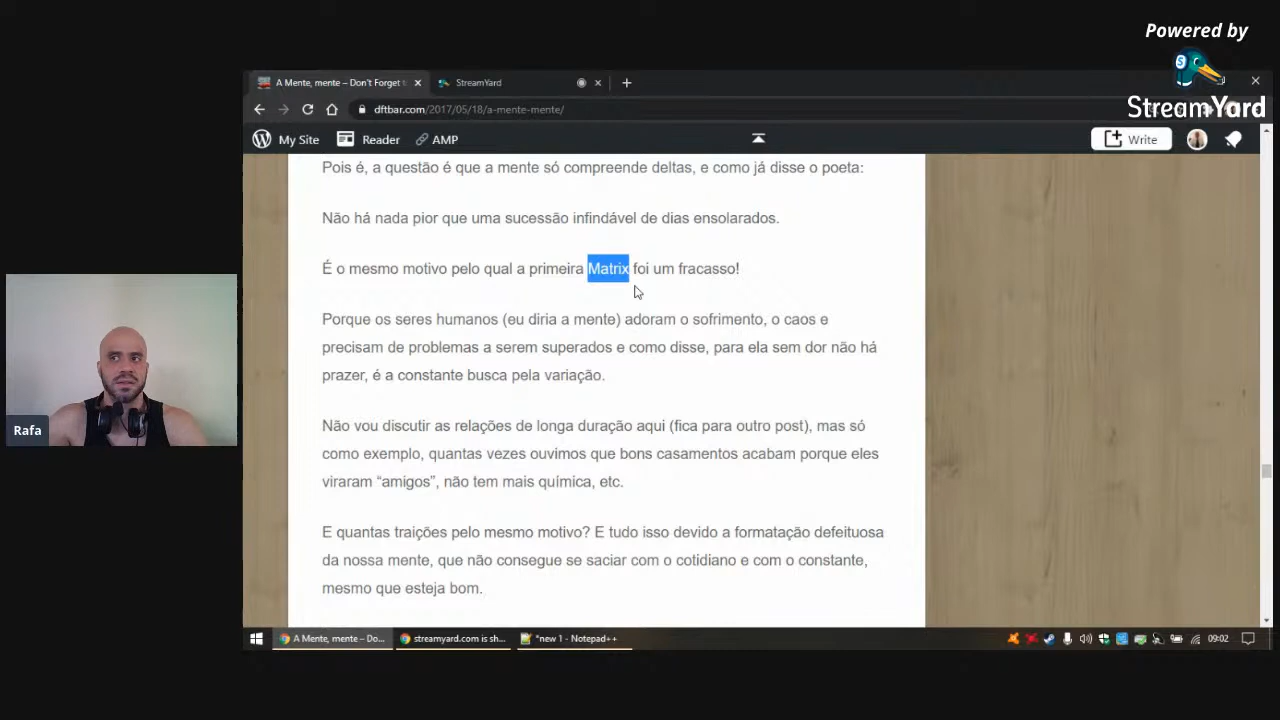 Powered by
StreamYard
A Mente, mente – Don't Forget t
StreamYard
dftbar.com/2017/05/18/a-mente-mente/
My Site
Reader
AMP
Write
Pois é, a questão é que a mente só compreende deltas, e como já disse o poeta:
Não há nada pior que uma sucessão infindável de dias ensolarados.
É o mesmo motivo pelo qual a primeira Matrix foi um fracasso!
Porque os seres humanos (eu diria a mente) adoram o sofrimento, o caos e
precisam de problemas a serem superados e como disse, para ela sem dor não há
prazer, é a constante busca pela variação.
Não vou discutir as relações de longa duração aqui (fica para outro post), mas só
como exemplo, quantas vezes ouvimos que bons casamentos acabam porque eles
viraram “amigos”, não tem mais química, etc.
E quantas traições pelo mesmo motivo? E tudo isso devido a formatação defeituosa
da nossa mente, que não consegue se saciar com o cotidiano e com o constante,
mesmo que esteja bom.
Rafa
A Mente, mente – Do...
streamyard.com is sh...
*new 1 - Notepad++
09:02